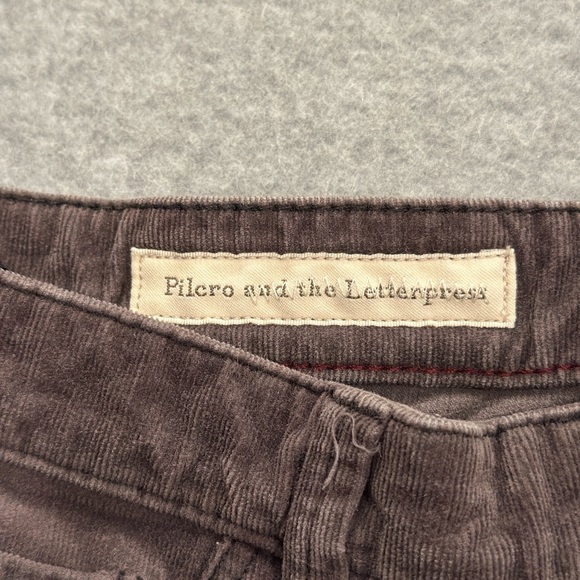 Pilcro and the Letterpress